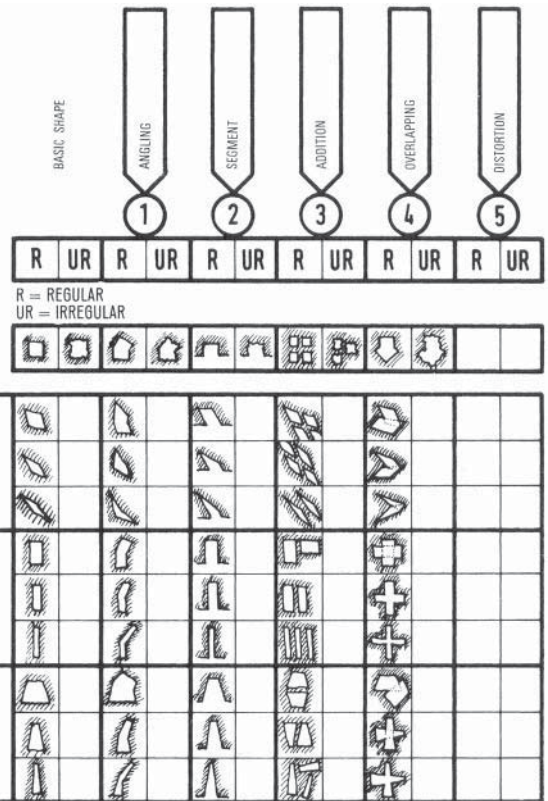 BASIC SHAPE
ANGLING
SEGMENT
ADDITION
OVERLAPPING
DISTORTION
1 2 3 4 5
R UR R UR R UR R UR R UR R UR
R = REGULAR
UR = IRREGULAR